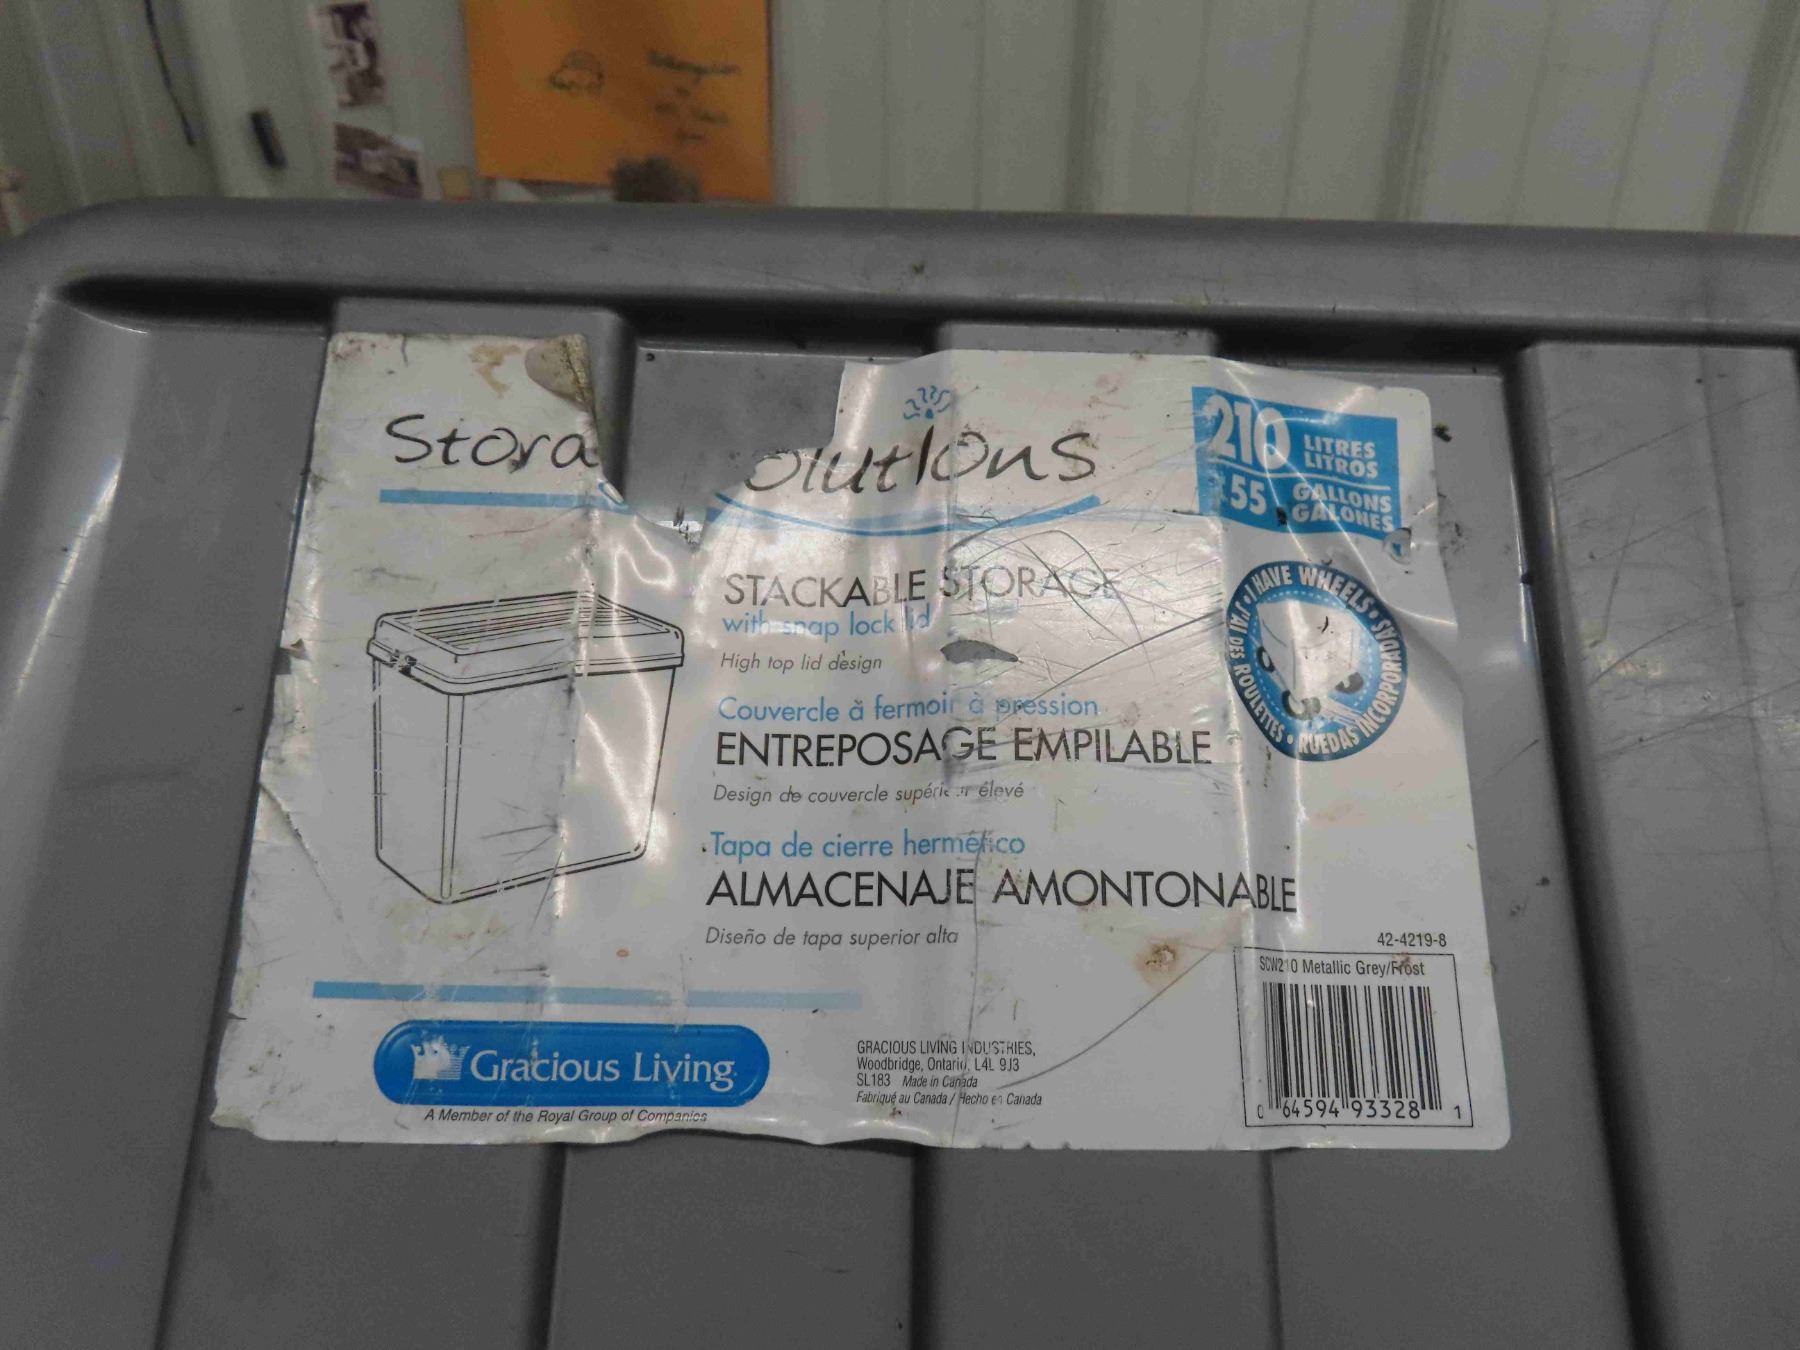 Stora
olutions
210 LITRES
LITROS
55 GALLONS
GALONES
STACKABLE STORAGE
with snap lock lid
High top lid design
• I HAVE WHEELS • RUEDAS INCORPORADAS • J'AI DES ROULETTES
Couvercle à fermoir à pression
ENTREPOSAGE EMPILABLE
Design de couvercle supérieur élevé
Tapa de cierre hermético
ALMACENAJE AMONTONABLE
Diseño de tapa superior alta
42-4219-8
SCW210 Metallic Grey/Frost
0 64594 93328 1
Gracious Living
A Member of the Royal Group of Companies
GRACIOUS LIVING INDUSTRIES,
Woodbridge, Ontario, L4L 9J3
SL183 Made in Canada
Fabriqué au Canada / Hecho en Canada